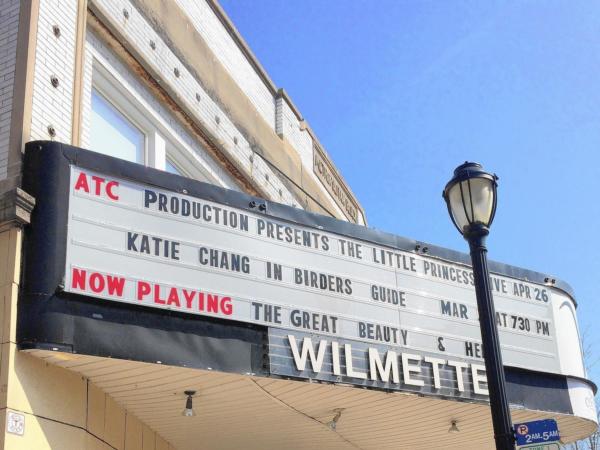 ATC PRODUCTION PRESENTS THE LITTLE PRINCESS APR 26
KATIE CHANG IN BIRDERS GUIDE MAR AT 730 PM
NOW PLAYING THE GREAT BEAUTY &
WILMETTE
P
2AM-5AM